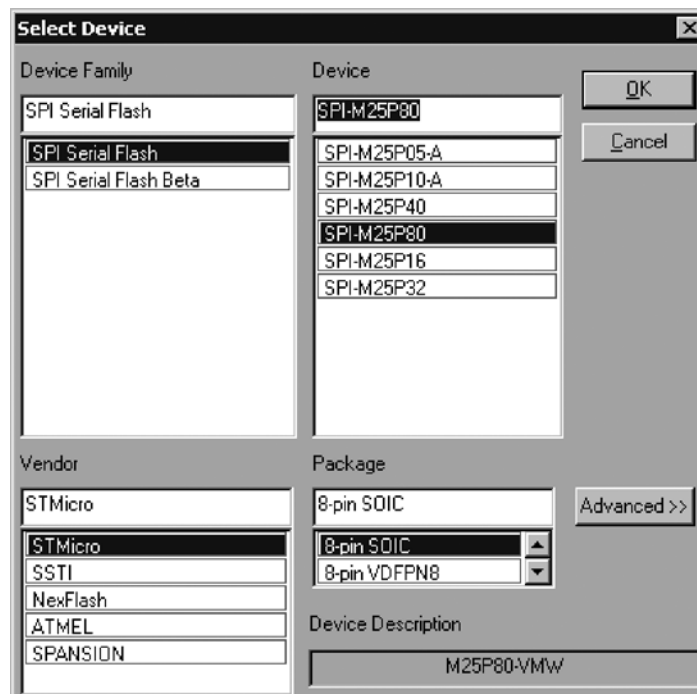 Select Device
Device Family
SPI Serial Flash
SPI Serial Flash
SPI Serial Flash Beta
Device
SPI-M25P80
SPI-M25P05-A
SPI-M25P10-A
SPI-M25P40
SPI-M25P80
SPI-M25P16
SPI-M25P32
OK
Cancel
Vendor
STMicro
STMicro
SSTI
NexFlash
ATMEL
SPANSION
Package
8-pin SOIC
8-pin SOIC
8-pin VDFPN8
Advanced >>
Device Description
M25P80-VMW